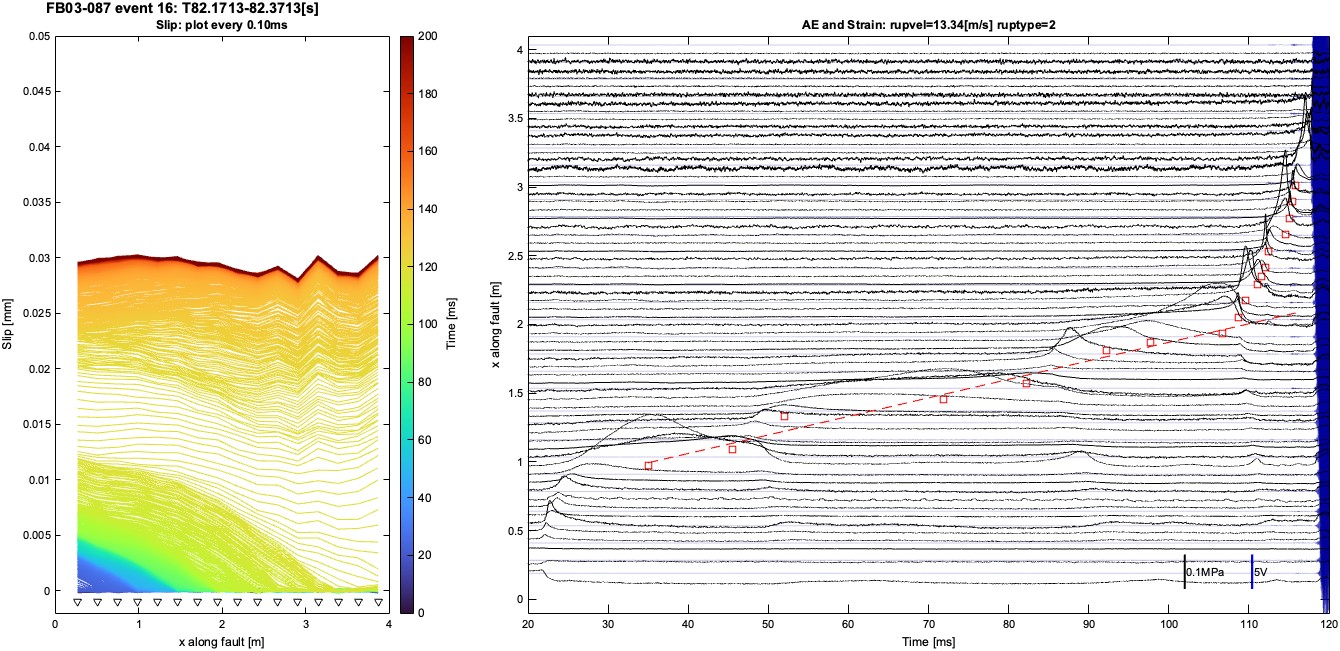 FB03-087 event 16: T82.1713-82.3713[s]
Slip: plot every 0.10ms
0.05
0.045
0.04
0.035
0.03
0.025
0.02
0.015
0.01
0.005
0
Slip [mm]
0 1 2 3 4
x along fault [m]
200
180
160
140
120
100
80
60
40
20
0
Time [ms]
AE and Strain: rupvel=13.34[m/s] ruptype=2
4
3.5
3
2.5
2
1.5
1
0.5
0
x along fault [m]
0.1MPa
5V
20 30 40 50 60 70 80 90 100 110 120
Time [ms]